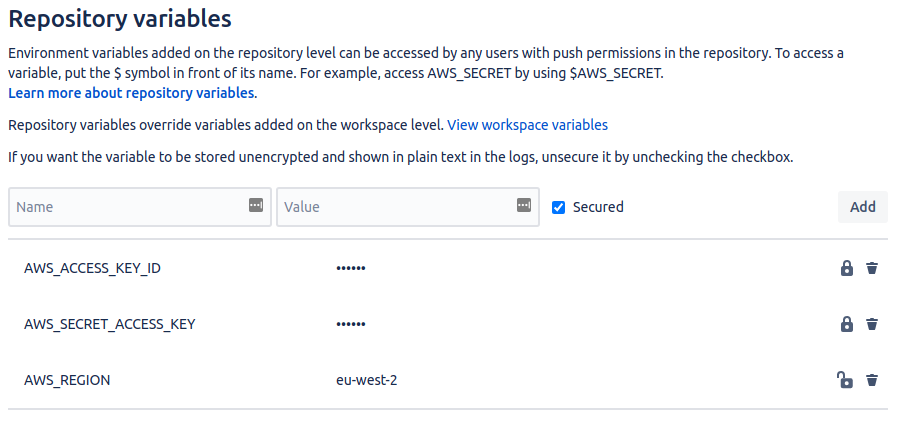 Repository variables
Environment variables added on the repository level can be accessed by any users with push permissions in the repository. To access a
variable, put the $ symbol in front of its name. For example, access AWS_SECRET by using $AWS_SECRET.
Learn more about repository variables.
Repository variables override variables added on the workspace level. View workspace variables
If you want the variable to be stored unencrypted and shown in plain text in the logs, unsecure it by unchecking the checkbox.
Name Value Secured Add
AWS_ACCESS_KEY_ID ••••••
AWS_SECRET_ACCESS_KEY ••••••
AWS_REGION eu-west-2